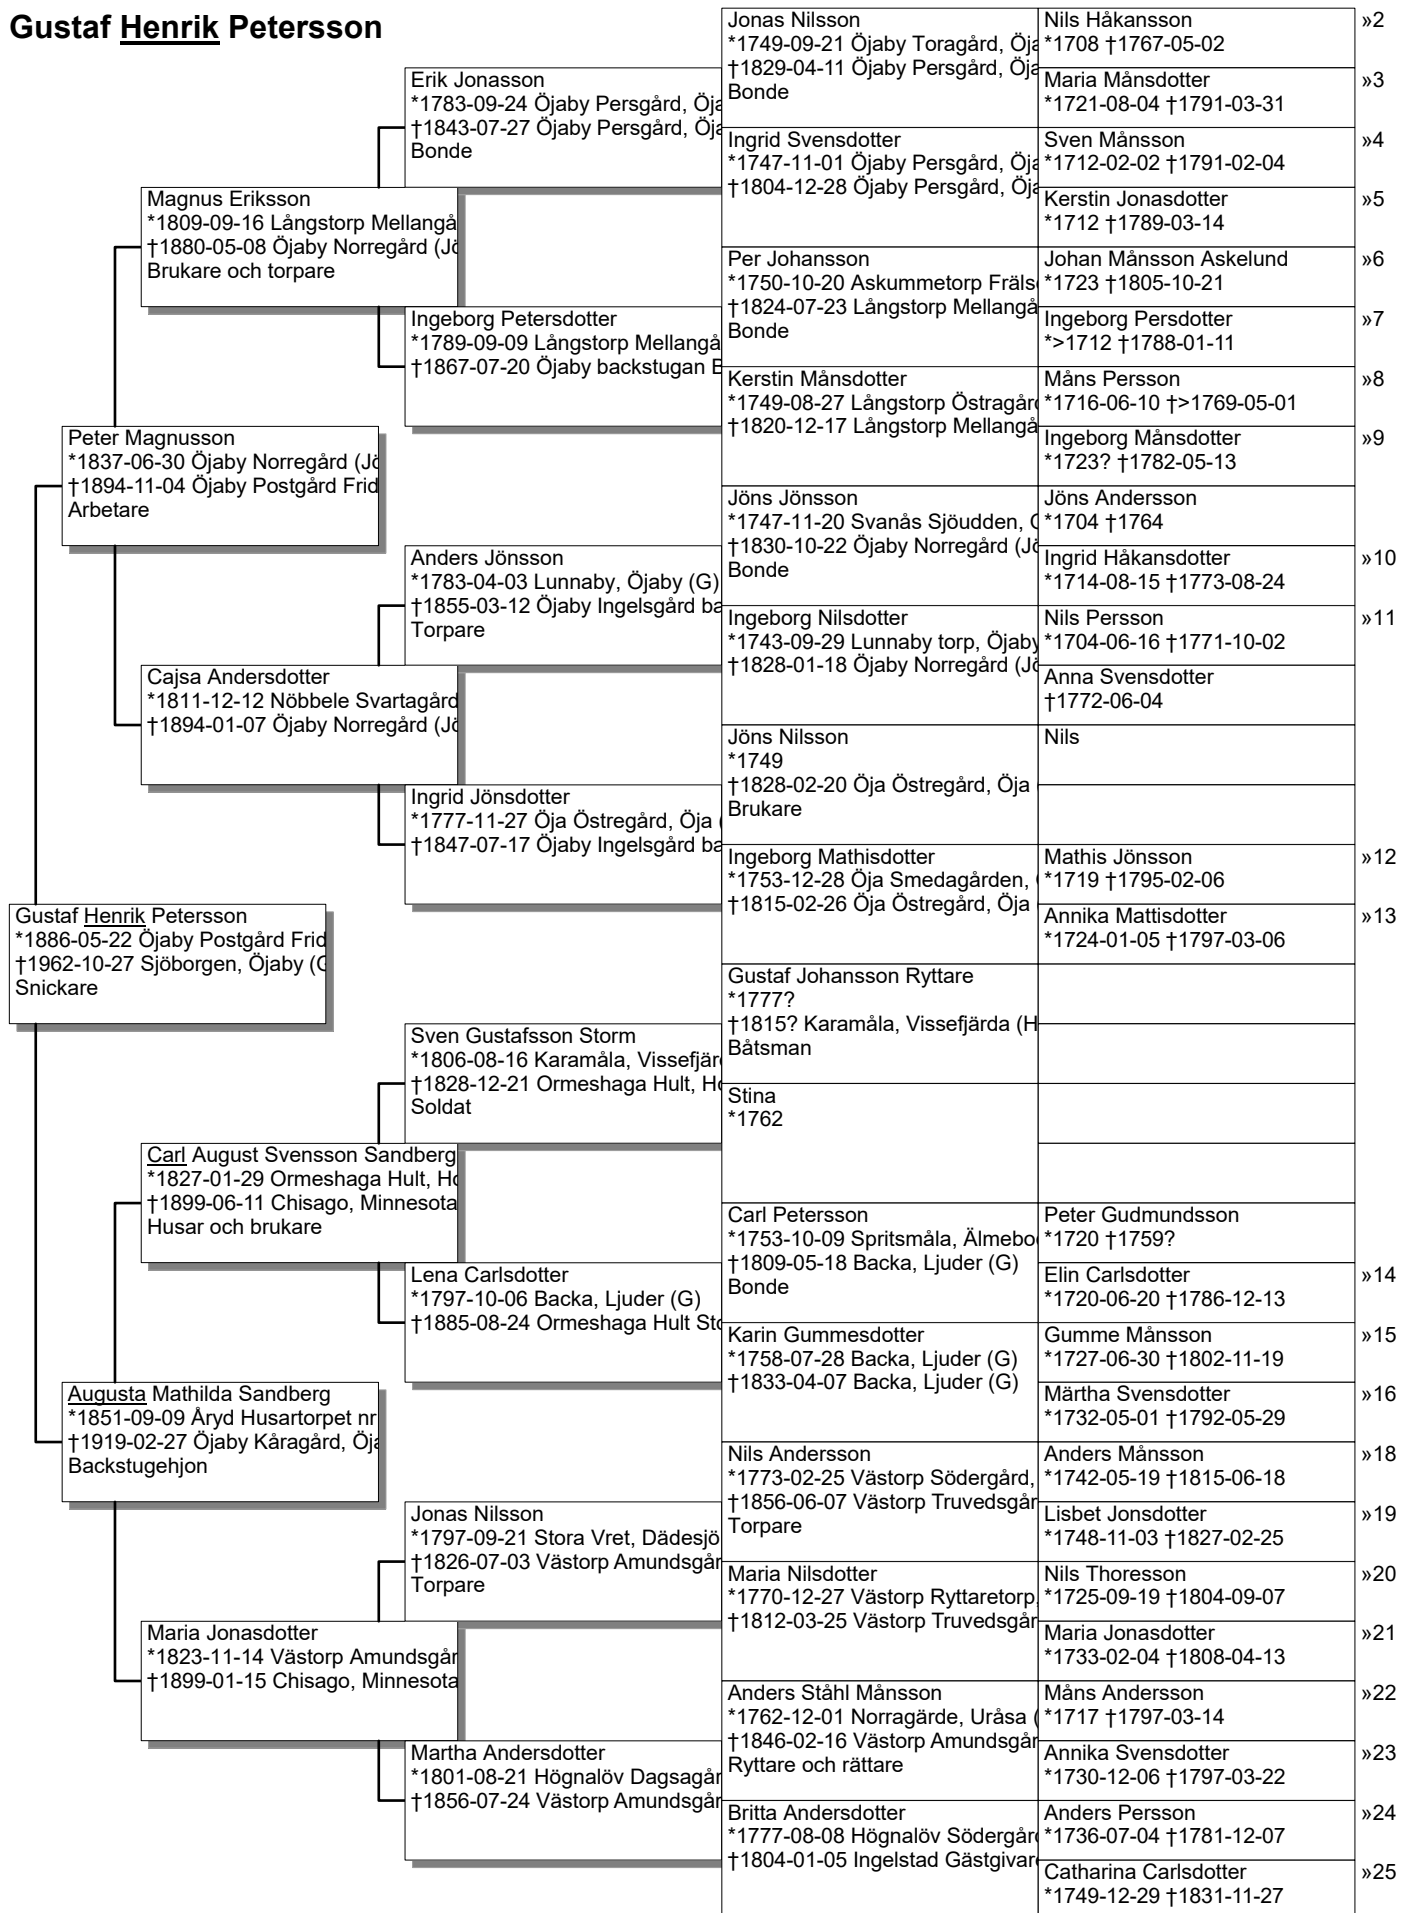 Gustaf Henrik Petersson
Gustaf Henrik Petersson
*1886-05-22 Öjaby Postgård Frid
†1962-10-27 Sjöborgen, Öjaby (G
Snickare
Peter Magnusson
*1837-06-30 Öjaby Norregård (Jö
†1894-11-04 Öjaby Postgård Frid
Arbetare
Augusta Mathilda Sandberg
*1851-09-09 Åryd Husartorpet nr
†1919-02-27 Öjaby Kåragård, Öja
Backstugehjon
Magnus Eriksson
*1809-09-16 Långstorp Mellangå
†1880-05-08 Öjaby Norregård (Jö
Brukare och torpare
Cajsa Andersdotter
*1811-12-12 Nöbbele Svartagård
†1894-01-07 Öjaby Norregård (Jö
Carl August Svensson Sandberg
*1827-01-29 Ormeshaga Hult, Ho
†1899-06-11 Chisago, Minnesota
Husar och brukare
Maria Jonasdotter
*1823-11-14 Västorp Amundsgår
†1899-01-15 Chisago, Minnesota
Erik Jonasson
*1783-09-24 Öjaby Persgård, Öja
†1843-07-27 Öjaby Persgård, Öja
Bonde
Ingeborg Petersdotter
*1789-09-09 Långstorp Mellangå
†1867-07-20 Öjaby backstugan B
Anders Jönsson
*1783-04-03 Lunnaby, Öjaby (G)
†1855-03-12 Öjaby Ingelsgård ba
Torpare
Ingrid Jönsdotter
*1777-11-27 Öja Östregård, Öja (
†1847-07-17 Öjaby Ingelsgård ba
Sven Gustafsson Storm
*1806-08-16 Karamåla, Vissefjär
†1828-12-21 Ormeshaga Hult, Ho
Soldat
Lena Carlsdotter
*1797-10-06 Backa, Ljuder (G)
†1885-08-24 Ormeshaga Hult Sto
Jonas Nilsson
*1797-09-21 Stora Vret, Dädesjö
†1826-07-03 Västorp Amundsgår
Torpare
Martha Andersdotter
*1801-08-21 Högnalöv Dagsagår
†1856-07-24 Västorp Amundsgår
Jonas Nilsson
*1749-09-21 Öjaby Toragård, Öja
†1829-04-11 Öjaby Persgård, Öja
Bonde
Ingrid Svensdotter
*1747-11-01 Öjaby Persgård, Öja
†1804-12-28 Öjaby Persgård, Öja
Per Johansson
*1750-10-20 Askummetorp Frälse
†1824-07-23 Långstorp Mellangå
Bonde
Kerstin Månsdotter
*1749-08-27 Långstorp Östragård
†1820-12-17 Långstorp Mellangå
Jöns Jönsson
*1747-11-20 Svanås Sjöudden, 
†1830-10-22 Öjaby Norregård (Jö
Bonde
Ingeborg Nilsdotter
*1743-09-29 Lunnaby torp, Öjaby
†1828-01-18 Öjaby Norregård (Jö
Jöns Nilsson
*1749
†1828-02-20 Öja Östregård, Öja (
Brukare
Ingeborg Mathisdotter
*1753-12-28 Öja Smedagården, 
†1815-02-26 Öja Östregård, Öja
Gustaf Johansson Ryttare
*1777?
†1815? Karamåla, Vissefjärda (H
Båtsman
Stina
*1762
Carl Petersson
*1753-10-09 Spritsmåla, Älmebo
†1809-05-18 Backa, Ljuder (G)
Bonde
Karin Gummesdotter
*1758-07-28 Backa, Ljuder (G)
†1833-04-07 Backa, Ljuder (G)
Nils Andersson
*1773-02-25 Västorp Södergård,
†1856-06-07 Västorp Truvedsgår
Torpare
Maria Nilsdotter
*1770-12-27 Västorp Ryttaretorp,
†1812-03-25 Västorp Truvedsgår
Anders Ståhl Månsson
*1762-12-01 Norragärde, Uråsa (
†1846-02-16 Västorp Amundsgår
Ryttare och rättare
Britta Andersdotter
*1777-08-08 Högnalöv Södergård
†1804-01-05 Ingelstad Gästgivare
Nils Håkansson »2
*1708 †1767-05-02
Maria Månsdotter »3
*1721-08-04 †1791-03-31
Sven Månsson »4
*1712-02-02 †1791-02-04
Kerstin Jonasdotter »5
*1712 †1789-03-14
Johan Månsson Askelund »6
*1723 †1805-10-21
Ingeborg Persdotter »7
*>1712 †1788-01-11
Måns Persson »8
*1716-06-10 †>1769-05-01
Ingeborg Månsdotter »9
*1723? †1782-05-13
Jöns Andersson
*1704 †1764
Ingrid Håkansdotter »10
*1714-08-15 †1773-08-24
Nils Persson »11
*1704-06-16 †1771-10-02
Anna Svensdotter
†1772-06-04
Nils
Mathis Jönsson »12
*1719 †1795-02-06
Annika Mattisdotter »13
*1724-01-05 †1797-03-06
Peter Gudmundsson
*1720 †1759?
Elin Carlsdotter »14
*1720-06-20 †1786-12-13
Gumme Månsson »15
*1727-06-30 †1802-11-19
Märtha Svensdotter »16
*1732-05-01 †1792-05-29
Anders Månsson »18
*1742-05-19 †1815-06-18
Lisbet Jonsdotter »19
*1748-11-03 †1827-02-25
Nils Thoresson »20
*1725-09-19 †1804-09-07
Maria Jonasdotter »21
*1733-02-04 †1808-04-13
Måns Andersson »22
*1717 †1797-03-14
Annika Svensdotter »23
*1730-12-06 †1797-03-22
Anders Persson »24
*1736-07-04 †1781-12-07
Catharina Carlsdotter »25
*1749-12-29 †1831-11-27